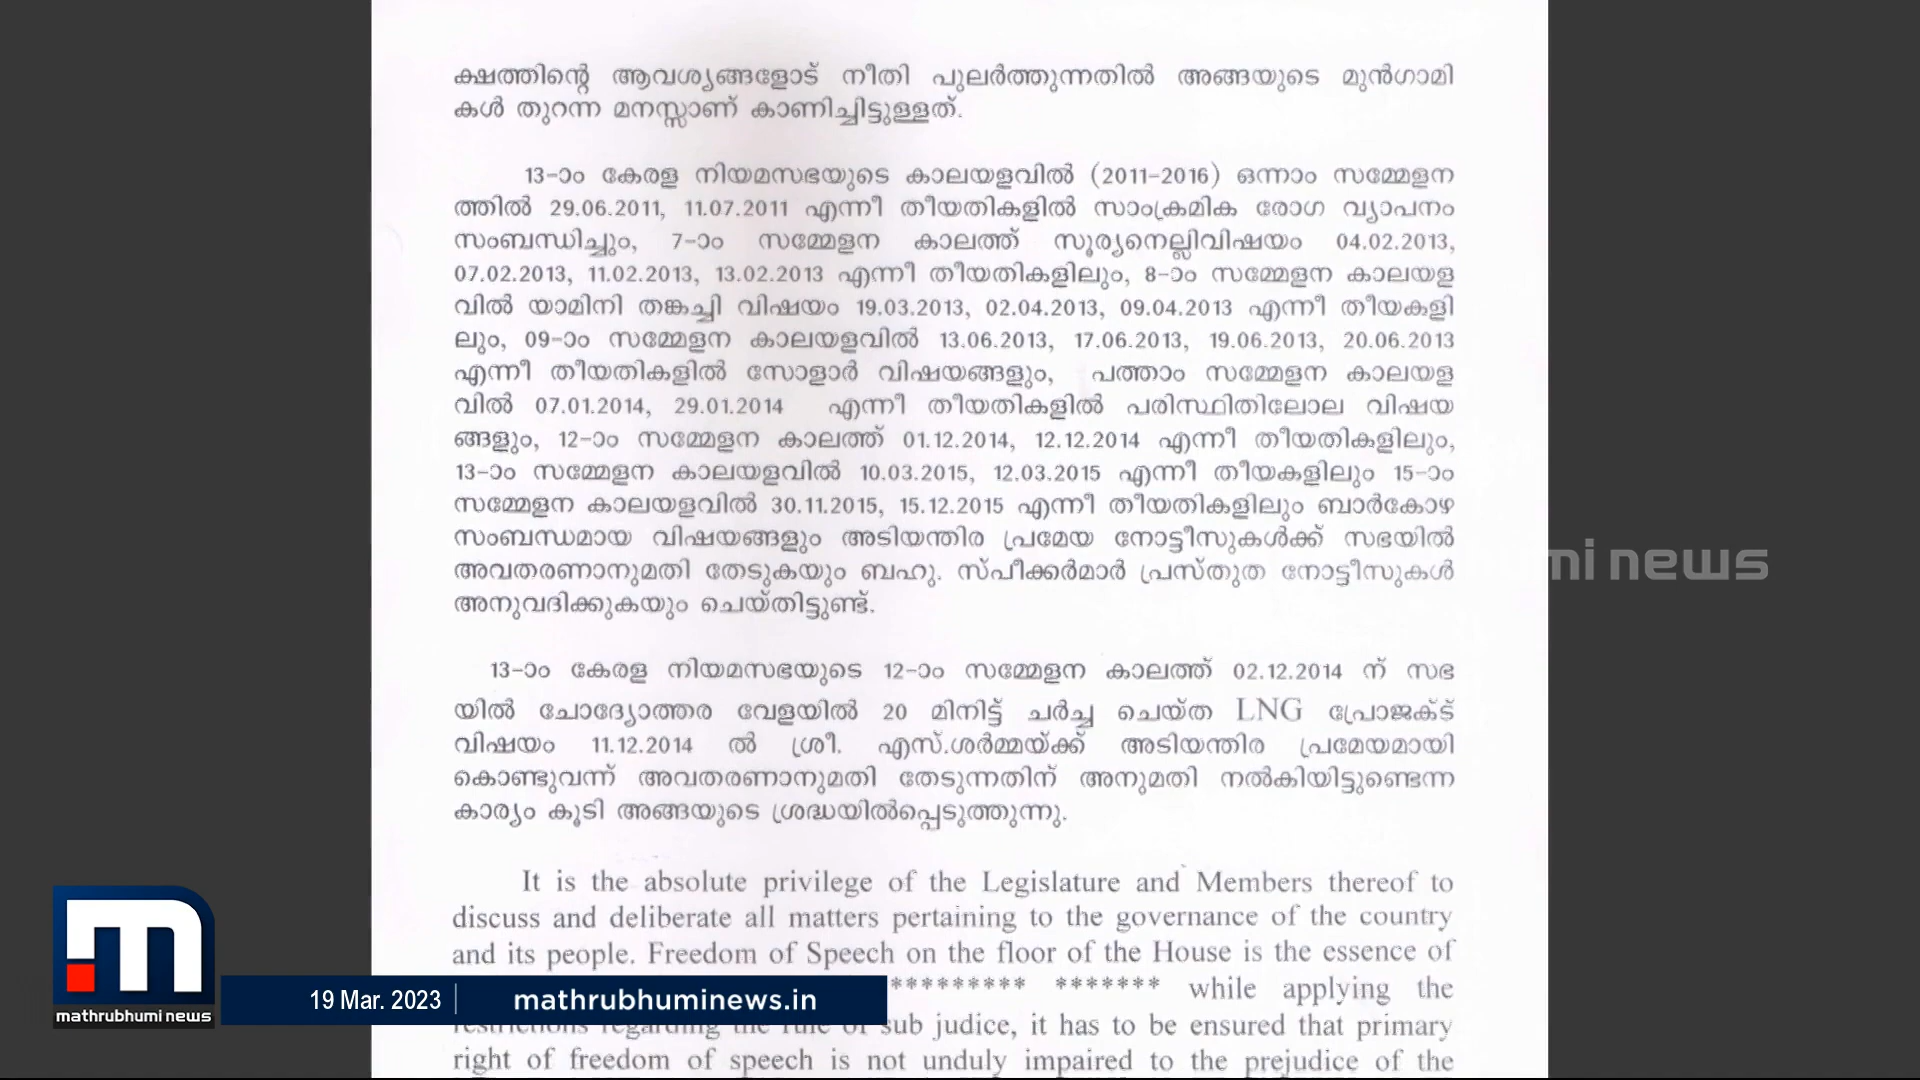 ക്ഷത്തിന്റെ ആവശ്യങ്ങളോട് നീതി പുലർത്തുന്നതിൽ അങ്ങയുടെ മുൻഗാമി
കൾ തുറന്ന മനസ്സാണ് കാണിച്ചിട്ടുള്ളത്.
13-ാം കേരള നിയമസഭയുടെ കാലയളവിൽ (2011-2016) ഒന്നാം സമ്മേളന
ത്തിൽ 29.06.2011, 11.07.2011 എന്നീ തീയതികളിൽ സാംക്രമിക രോഗ വ്യാപനം
സംബന്ധിച്ചും, 7-ാം സമ്മേളന കാലത്ത് സൂര്യനെല്ലിവിഷയം 04.02.2013,
07.02.2013, 11.02.2013, 13.02.2013 എന്നീ തീയതികളിലും, 8-ാം സമ്മേളന കാലയള
വിൽ യാമിനി തങ്കച്ചി വിഷയം 19.03.2013, 02.04.2013, 09.04.2013 എന്നീ തീയകളി
ലും, 09-ാം സമ്മേളന കാലയളവിൽ 13.06.2013, 17.06.2013, 19.06.2013, 20.06.2013
എന്നീ തീയതികളിൽ സോളാർ വിഷയങ്ങളും, പത്താം സമ്മേളന കാലയള
വിൽ 07.01.2014, 29.01.2014 എന്നീ തീയതികളിൽ പരിസ്ഥിതിലോല വിഷയ
ങ്ങളും, 12-ാം സമ്മേളന കാലത്ത് 01.12.2014, 12.12.2014 എന്നീ തീയതികളിലും,
13-ാം സമ്മേളന കാലയളവിൽ 10.03.2015, 12.03.2015 എന്നീ തീയകളിലും 15-ാം
സമ്മേളന കാലയളവിൽ 30.11.2015, 15.12.2015 എന്നീ തീയതികളിലും ബാർകോഴ
സംബന്ധമായ വിഷയങ്ങളും അടിയന്തിര പ്രമേയ നോട്ടീസുകൾക്ക് സഭയിൽ
അവതരണാനുമതി തേടുകയും ബഹു. സ്പീക്കർമാർ പ്രസ്തുത നോട്ടീസുകൾ
അനുവദിക്കുകയും ചെയ്തിട്ടുണ്ട്.
13-ാം കേരള നിയമസഭയുടെ 12-ാം സമ്മേളന കാലത്ത് 02.12.2014 ന് സഭ
യിൽ ചോദ്യോത്തര വേളയിൽ 20 മിനിട്ട് ചർച്ച ചെയ്ത LNG പ്രോജക്ട്
വിഷയം 11.12.2014 ൽ ശ്രീ. എസ്.ശർമ്മയ്ക്ക് അടിയന്തിര പ്രമേയമായി
കൊണ്ടുവന്ന് അവതരണാനുമതി തേടുന്നതിന് അനുമതി നൽകിയിട്ടുണ്ടെന്ന
കാര്യം കൂടി അങ്ങയുടെ ശ്രദ്ധയിൽപ്പെടുത്തുന്നു.
It is the absolute privilege of the Legislature and Members thereof to
discuss and deliberate all matters pertaining to the governance of the country
and its people. Freedom of Speech on the floor of the House is the essence of
********* ******* while applying the
restrictions regarding the rule of sub judice, it has to be ensured that primary
right of freedom of speech is not unduly impaired to the prejudice of the
humi news
mathrubhumi news
19 Mar. 2023
mathrubhuminews.in